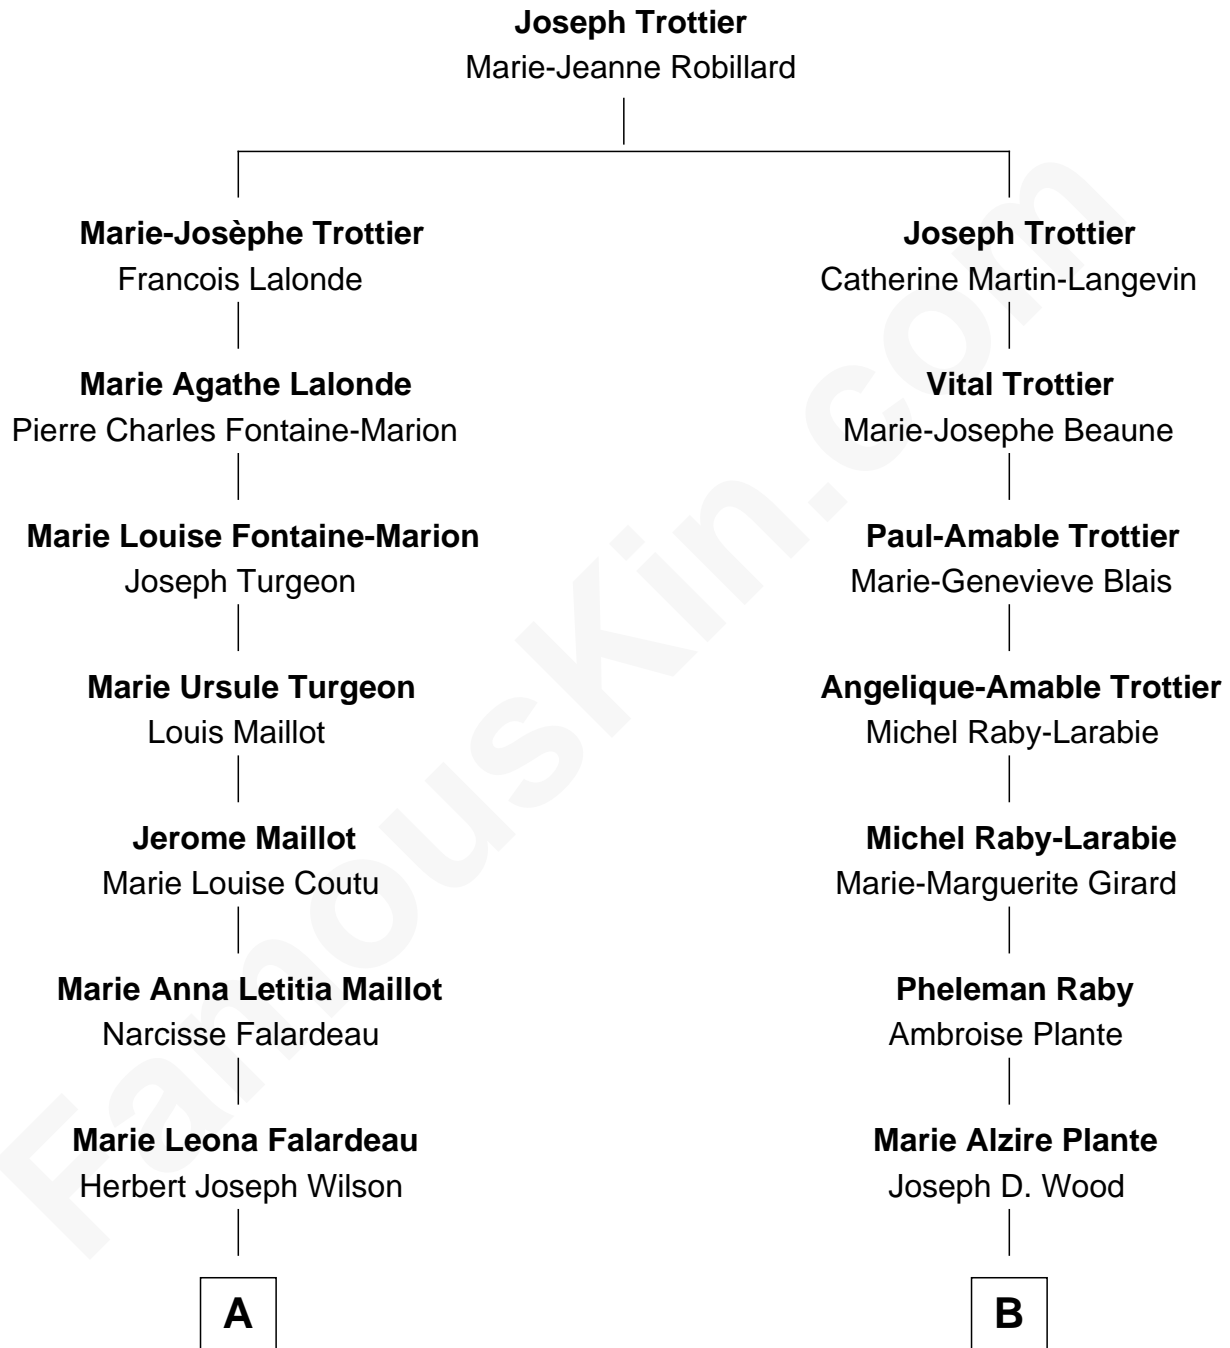 Joseph Trottier
Marie-Jeanne Robillard
Marie-Josèphe Trottier
Francois Lalonde
Joseph Trottier
Catherine Martin-Langevin
Marie Agathe Lalonde
Pierre Charles Fontaine-Marion
Vital Trottier
Marie-Josephe Beaune
Marie Louise Fontaine-Marion
Joseph Turgeon
Paul-Amable Trottier
Marie-Genevieve Blais
Marie Ursule Turgeon
Louis Maillot
Angelique-Amable Trottier
Michel Raby-Larabie
Jerome Maillot
Marie Louise Coutu
Michel Raby-Larabie
Marie-Marguerite Girard
Marie Anna Letitia Maillot
Narcisse Falardeau
Pheleman Raby
Ambroise Plante
Marie Leona Falardeau
Herbert Joseph Wilson
Marie Alzire Plante
Joseph D. Wood
A
B
FamousKin.com